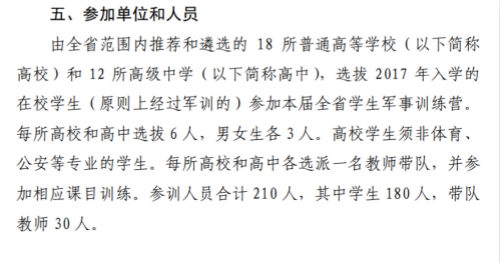 五、参加单位和人员
由全省范围内推荐和遴选的 18 所普通高等学校（以下简称
高校）和 12 所高级中学（以下简称高中），选拔 2017 年入学的
在校学生（原则上经过军训的）参加本届全省学生军事训练营。
每所高校和高中选拔 6 人，男女生各 3 人。高校学生须非体育、
公安等专业的学生。每所高校和高中各选派一名教师带队，并参
加相应课目训练。参训人员合计 210 人，其中学生 180 人，带队
教师 30 人。